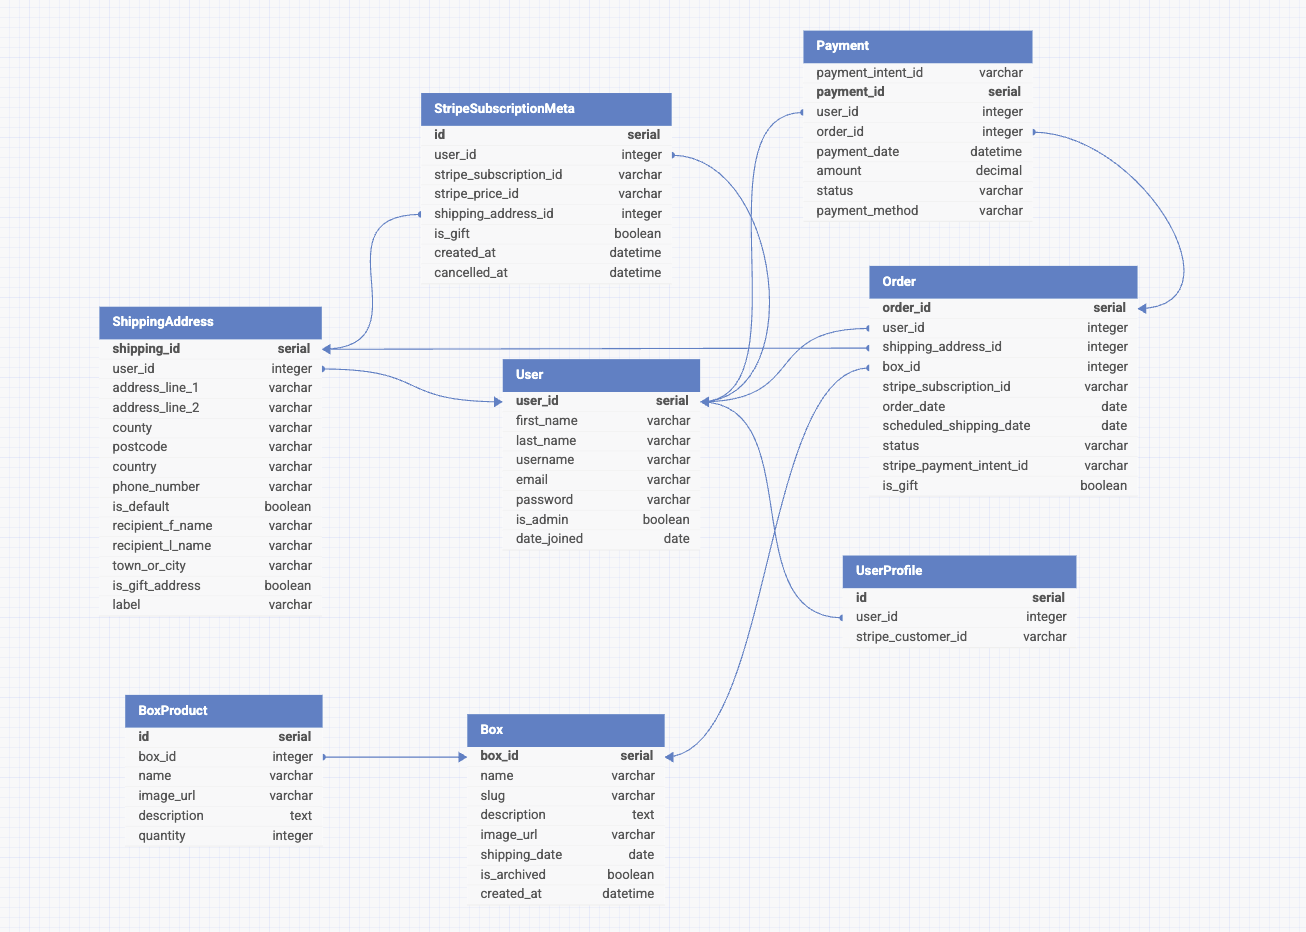 Payment
payment_intent_id varchar
payment_id serial
user_id integer
order_id integer
payment_date datetime
amount decimal
status varchar
payment_method varchar
StripeSubscriptionMeta
id serial
user_id integer
stripe_subscription_id varchar
stripe_price_id varchar
shipping_address_id integer
is_gift boolean
created_at datetime
cancelled_at datetime
Order
order_id serial
user_id integer
shipping_address_id integer
box_id integer
stripe_subscription_id varchar
order_date date
scheduled_shipping_date date
status varchar
stripe_payment_intent_id varchar
is_gift boolean
ShippingAddress
shipping_id serial
user_id integer
address_line_1 varchar
address_line_2 varchar
county varchar
postcode varchar
country varchar
phone_number varchar
is_default boolean
recipient_f_name varchar
recipient_l_name varchar
town_or_city varchar
is_gift_address boolean
label varchar
User
user_id serial
first_name varchar
last_name varchar
username varchar
email varchar
password varchar
is_admin boolean
date_joined date
UserProfile
id serial
user_id integer
stripe_customer_id varchar
BoxProduct
id serial
box_id integer
name varchar
image_url varchar
description text
quantity integer
Box
box_id serial
name varchar
slug varchar
description text
image_url varchar
shipping_date date
is_archived boolean
created_at datetime